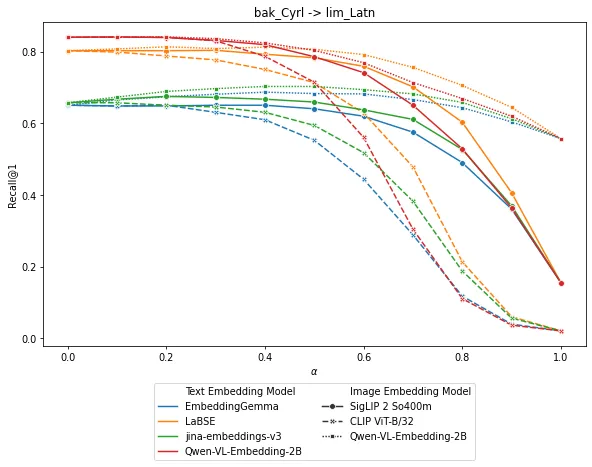 bak_Cyrl -> lim_Latn
Recall@1
0.8
0.6
0.4
0.2
0.0
0.0 0.2 0.4 0.6 0.8 1.0
α
Text Embedding Model
EmbeddingGemma
LaBSE
jina-embeddings-v3
Qwen-VL-Embedding-2B
Image Embedding Model
SigLIP 2 So400m
CLIP ViT-B/32
Qwen-VL-Embedding-2B